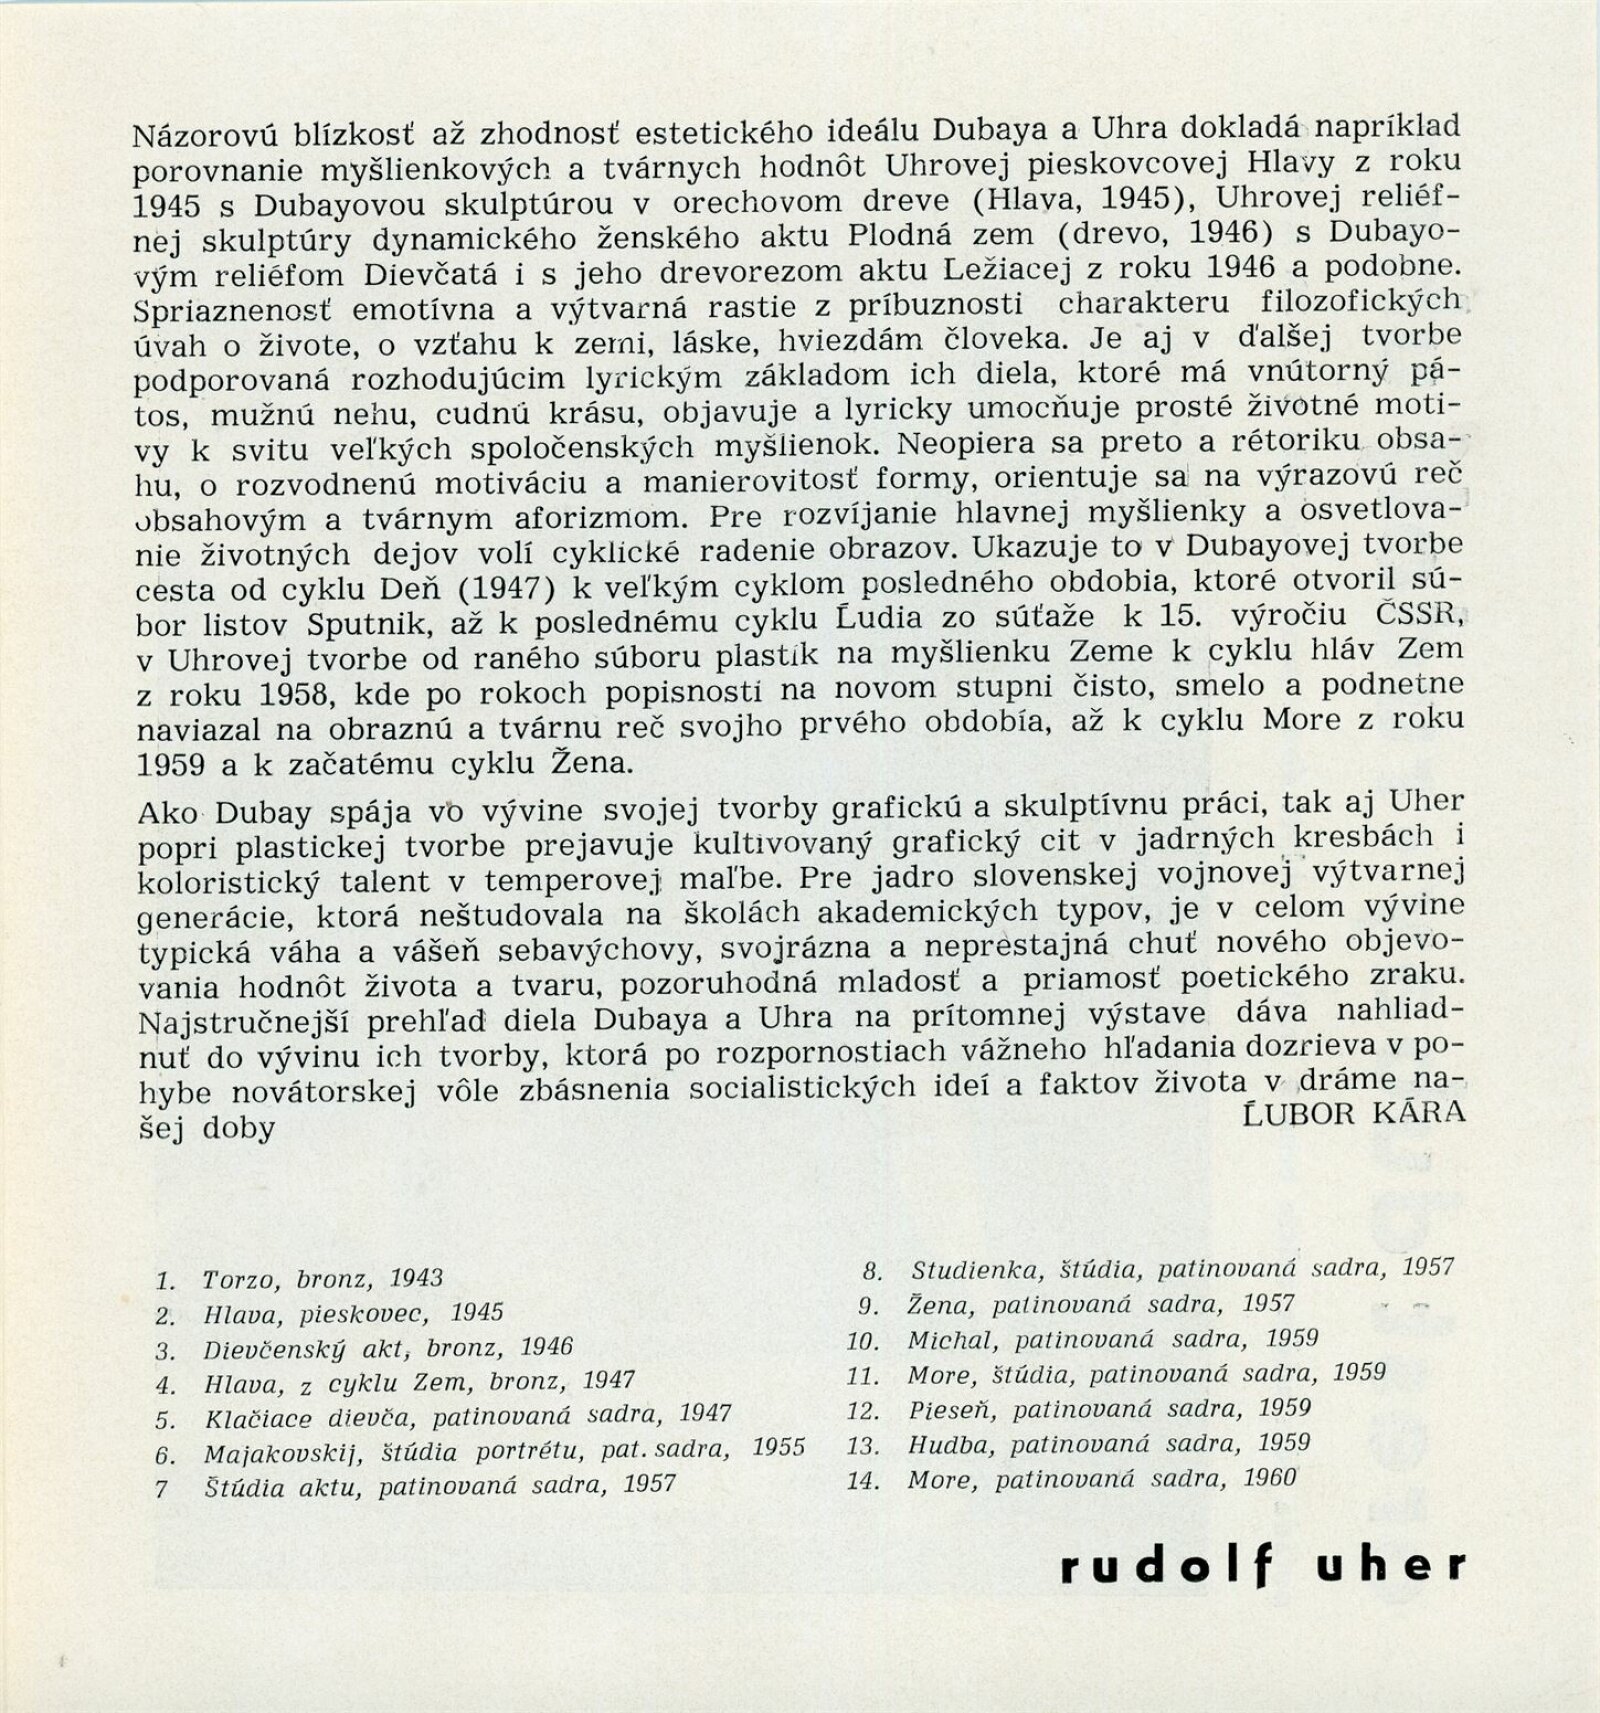 Názorovú blízkosť až zhodnosť estetického ideálu Dubaya a Uhra dokladá napríklad
porovnanie myšlienkových a tvárnych hodnôt Uhrovej pieskovcovej Hlavy z roku
1945 s Dubayovou skulptúrou v orechovom dreve (Hlava, 1945), Uhrovej reliéf-
nej skulptúry dynamického ženského aktu Plodná zem (drevo, 1946) s Dubayo-
vým reliéfom Dievčatá i s jeho drevorezom aktu Ležiacej z roku 1946 a podobne.
Spriaznenosť emotívna a výtvarná rastie z príbuznosti charakteru filozofických
úvah o živote, o vzťahu k zemi, láske, hviezdám človeka. Je aj v ďalšej tvorbe
podporovaná rozhodujúcim lyrickým základom ich diela, ktoré má vnútorný pá-
tos, mužnú nehu, cudnú krásu, objavuje a lyricky umocňuje prosté životné moti-
vy k svitu veľkých spoločenských myšlienok. Neopiera sa preto a rétoriku obsa-
hu, o rozvodnenú motiváciu a manierovitosť formy, orientuje sa na výrazovú reč
obsahovým a tvárnym aforizmom. Pre rozvíjanie hlavnej myšlienky a osvetlova-
nie životných dejov volí cyklické radenie obrazov. Ukazuje to v Dubayovej tvorbe
cesta od cyklu Deň (1947) k veľkým cyklom posledného obdobia, ktoré otvoril sú-
bor listov Sputnik, až k poslednému cyklu Ĺudia zo súťaže k 15. výročiu ČSSR,
v Uhrovej tvorbe od raného súboru plastík na myšlienku Zeme k cyklu hláv Zem
z roku 1958, kde po rokoch popisnosti na novom stupni čisto, smelo a podnetne
naviazal na obraznú a tvárnu reč svojho prvého obdobía, až k cyklu More z roku
1959 a k začatému cyklu Žena.
Ako Dubay spája vo vývine svojej tvorby grafickú a skulptívnu práci, tak aj Uher
popri plastickej tvorbe prejavuje kultivovaný grafický cit v jadrných kresbách i
koloristický talent v temperovej maľbe. Pre jadro slovenskej vojnovej výtvarnej
generácie, ktorá neštudovala na školách akademických typov, je v celom vývine
typická váha a vášeň sebavýchovy, svojrázna a neprestajná chuť nového objevo-
vania hodnôt života a tvaru, pozoruhodná mladosť a priamosť poetického zraku.
Najstručnejší prehľad diela Dubaya a Uhra na prítomnej výstave dáva nahliad-
nuť do vývinu ich tvorby, ktorá po rozpornostiach vážneho hľadania dozrieva v po-
hybe novátorskej vôle zbásnenia socialistických ideí a faktov života v dráme na-
šej doby
ĹUBOR KÁRA
1. Torzo, bronz, 1943
2. Hlava, pieskovec, 1945
3. Dievčenský akt, bronz, 1946
4. Hlava, z cyklu Zem, bronz, 1947
5. Klačiace dievča, patinovaná sadra, 1947
6. Majakovskij, štúdia portrétu, pat. sadra, 1955
7 Štúdia aktu, patinovaná sadra, 1957
8. Studienka, štúdia, patinovaná sadra, 1957
9. Žena, patinovaná sadra, 1957
10. Michal, patinovaná sadra, 1959
11. More, štúdia, patinovaná sadra, 1959
12. Pieseň, patinovaná sadra, 1959
13. Hudba, patinovaná sadra, 1959
14. More, patinovaná sadra, 1960
rudolf uher